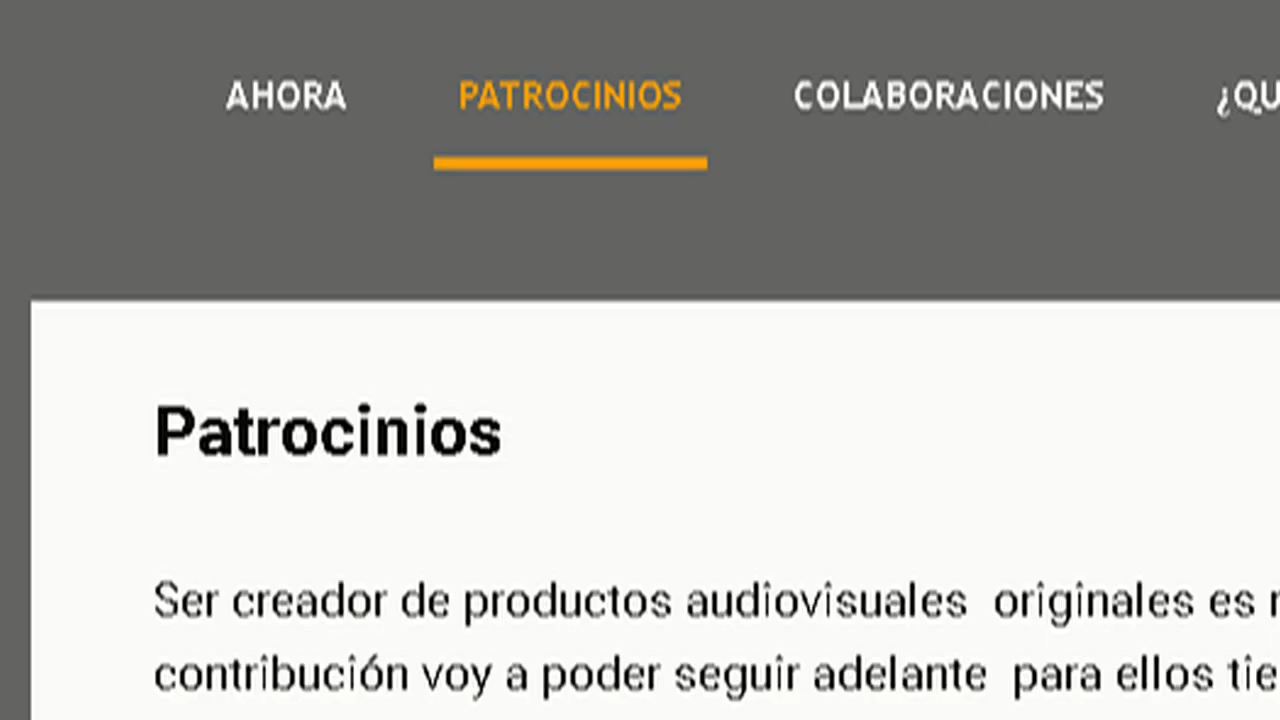 AHORA PATROCINIOS COLABORACIONES
Patrocinios
Ser creador de productos audiovisuales originales es
contribución voy a poder seguir adelante para ellos